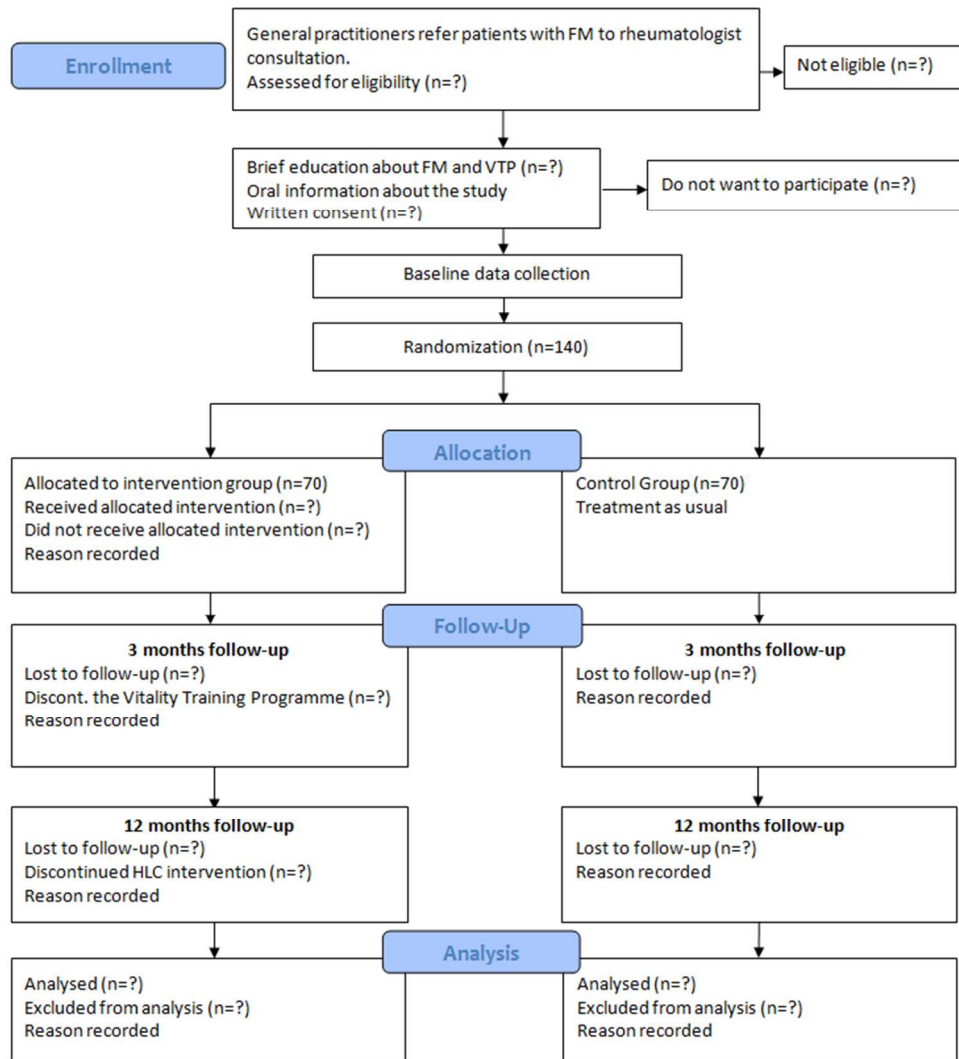 Enrollment
General practitioners refer patients with FM to rheumatologist
consultation.
Assessed for eligibility (n=?)
Not eligible (n=?)
Brief education about FM and VTP (n=?)
Oral information about the study
Written consent (n=?)
Do not want to participate (n=?)
Baseline data collection
Randomization (n=140)
Allocation
Allocated to intervention group (n=70)
Received allocated intervention (n=?)
Did not receive allocated intervention (n=?)
Reason recorded
Control Group (n=70)
Treatment as usual
Follow-Up
3 months follow-up
Lost to follow-up (n=?)
Discont. the Vitality Training Programme (n=?)
Reason recorded
3 months follow-up
Lost to follow-up (n=?)
Reason recorded
12 months follow-up
Lost to follow-up (n=?)
Discontinued HLC intervention (n=?)
Reason recorded
12 months follow-up
Lost to follow-up (n=?)
Reason recorded
Analysis
Analysed (n=?)
Excluded from analysis (n=?)
Reason recorded
Analysed (n=?)
Excluded from analysis (n=?)
Reason recorded